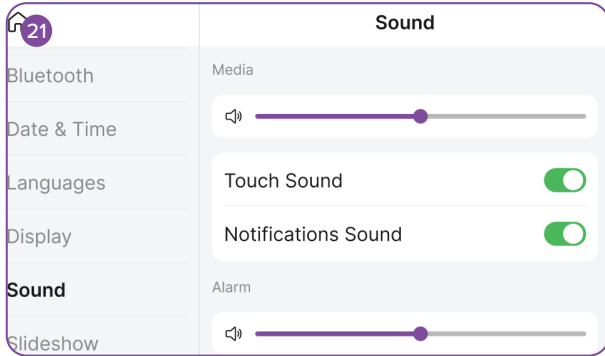 21
Sound
Bluetooth
Date & Time
Languages
Display
Sound
Slideshow
Media
Touch Sound
Notifications Sound
Alarm